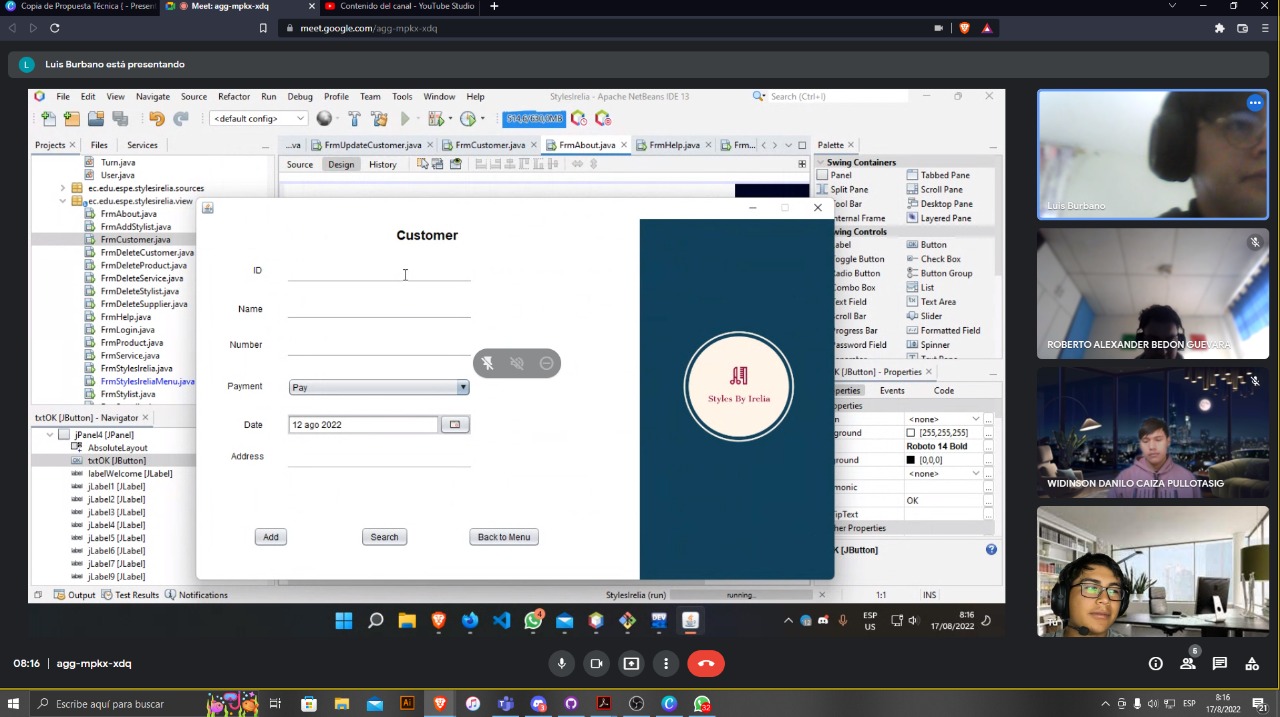 Copia de Propuesta Técnica [ - Present
Meet: agg-mpkx-xdq
Contenido del canal - YouTube Studio
meet.google.com/agg-mpkx-xdq
L
Luis Burbano está presentando
File Edit View Navigate Source Refactor Run Debug Profile Team Tools Window Help
StylesIrelia - Apache NetBeans IDE 13
Search (Ctrl+I)
<default config>
Projects Files Services
...va FrmUpdateCustomer.java FrmCustomer.java FrmAbout.java FrmHelp.java Frm...
Palette
Source Design History
Turn.java
User.java
ec.edu.espe.stylesirelia.sources
ec.edu.espe.stylesirelia.view
FrmAbout.java
FrmAddStylist.java
FrmCustomer.java
FrmDeleteCustomer.java
FrmDeleteProduct.java
FrmDeleteService.java
FrmDeleteStylist.java
FrmDeleteSupplier.java
FrmHelp.java
FrmLogin.java
FrmProduct.java
FrmService.java
FrmStylesIrelia.java
FrmStylesIreliaMenu.java
FrmStylist.java
txtOK [JButton] - Navigator
jPanel4 [JPanel]
AbsoluteLayout
txtOK [JButton]
labelWelcome [JLabel]
jLabel1 [JLabel]
jLabel2 [JLabel]
jLabel3 [JLabel]
jLabel4 [JLabel]
jLabel5 [JLabel]
jLabel6 [JLabel]
jLabel7 [JLabel]
jLabel9 [JLabel]
Customer
ID
Name
Number
Payment
Pay
Date
12 ago 2022
Address
Add
Search
Back to Menu
Styles By Irelia
Swing Containers
Panel Tabbed Pane
Split Pane Scroll Pane
ool Bar Desktop Pane
nternal Frame Layered Pane
wing Controls
abel Button
oggle Button Check Box
adio Button Button Group
ombo Box List
ext Field Text Area
croll Bar Slider
rogress Bar Formatted Field
assword Field Spinner
K [JButton] - Properties
operties Events Code
operties
on <none>
ground [255,255,255]
Roboto 14 Bold
ground [0,0,0]
<none>
monic
OK
lTipText
her Properties
K [JButton]
Output Test Results Notifications
StylesIrelia (run)
running...
1:1
INS
4
ESP
US
8:16
17/08/2022
Luis Burbano
ROBERTO ALEXANDER BEDON GUEVARA
WIDINSON DANILO CAIZA PULLOTASIG
Tú
08:16 | agg-mpkx-xdq
6
Escribe aquí para buscar
ESP
8:16
17/8/2022